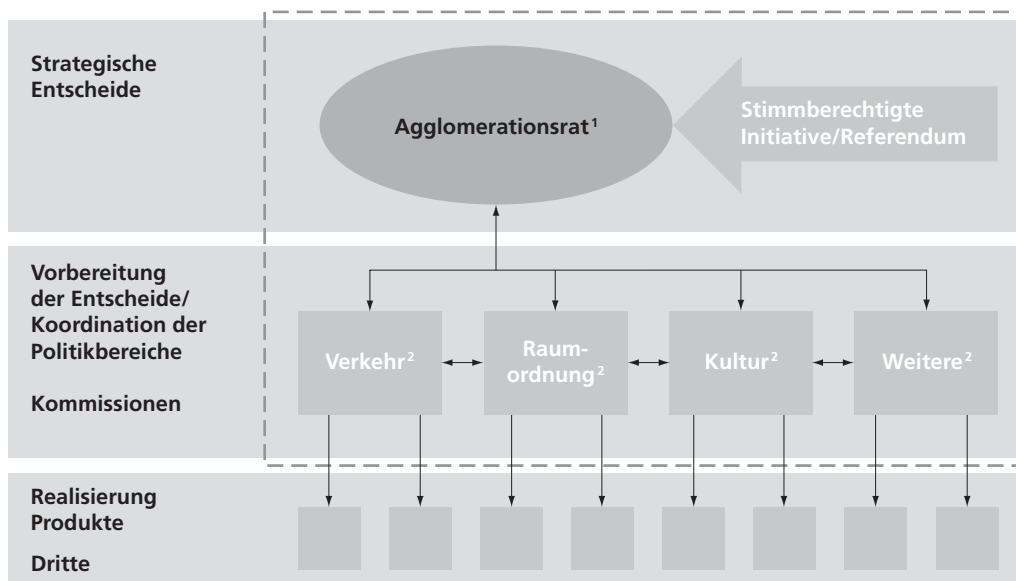 Strategische
Entscheide
Agglomerationsrat¹
Stimmberechtigte
Initiative/Referendum
Vorbereitung
der Entscheide/
Koordination der
Politikbereiche
Kommissionen
Verkehr²
Raum-
ordnung²
Kultur²
Weitere²
Realisierung
Produkte
Dritte